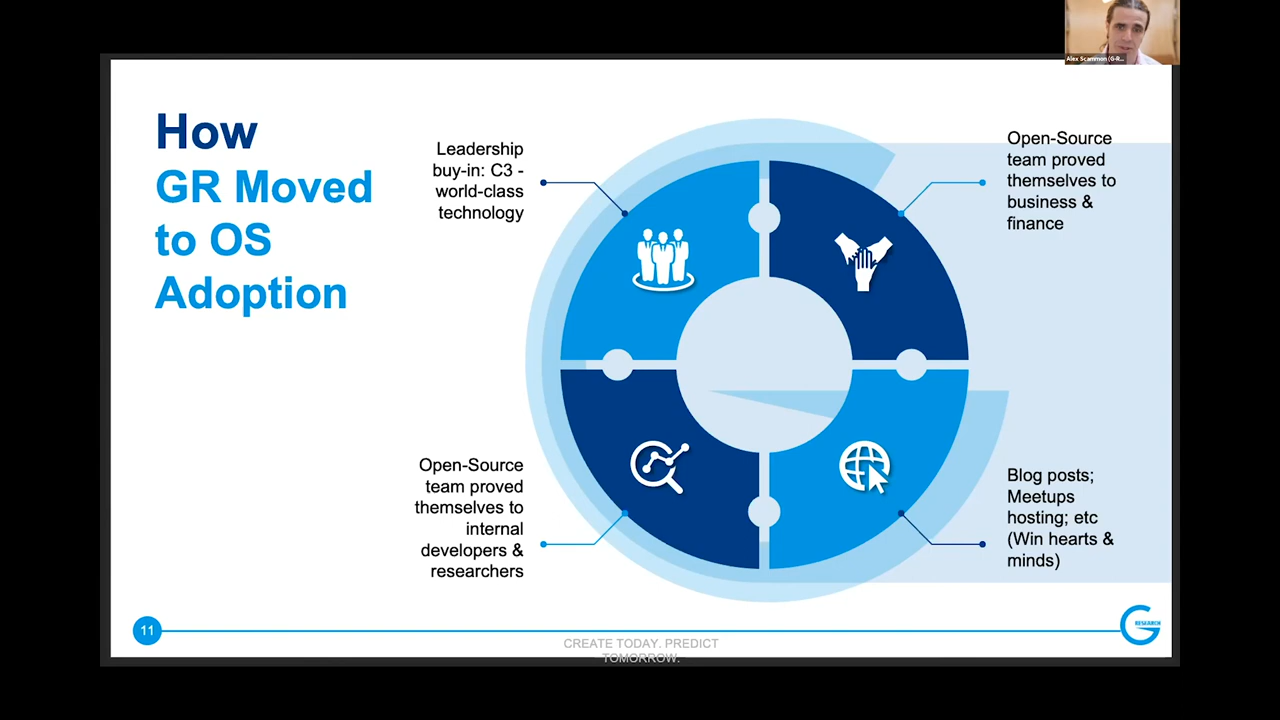 Alex Scammon (G-R...
How
GR Moved
to OS
Adoption
Leadership
buy-in: C3 -
world-class
technology
Open-Source
team proved
themselves to
business &
finance
Open-Source
team proved
themselves to
internal
developers &
researchers
Blog posts;
Meetups
hosting; etc
(Win hearts &
minds)
11
CREATE TODAY. PREDICT
TOMORROW.
RESEARCH